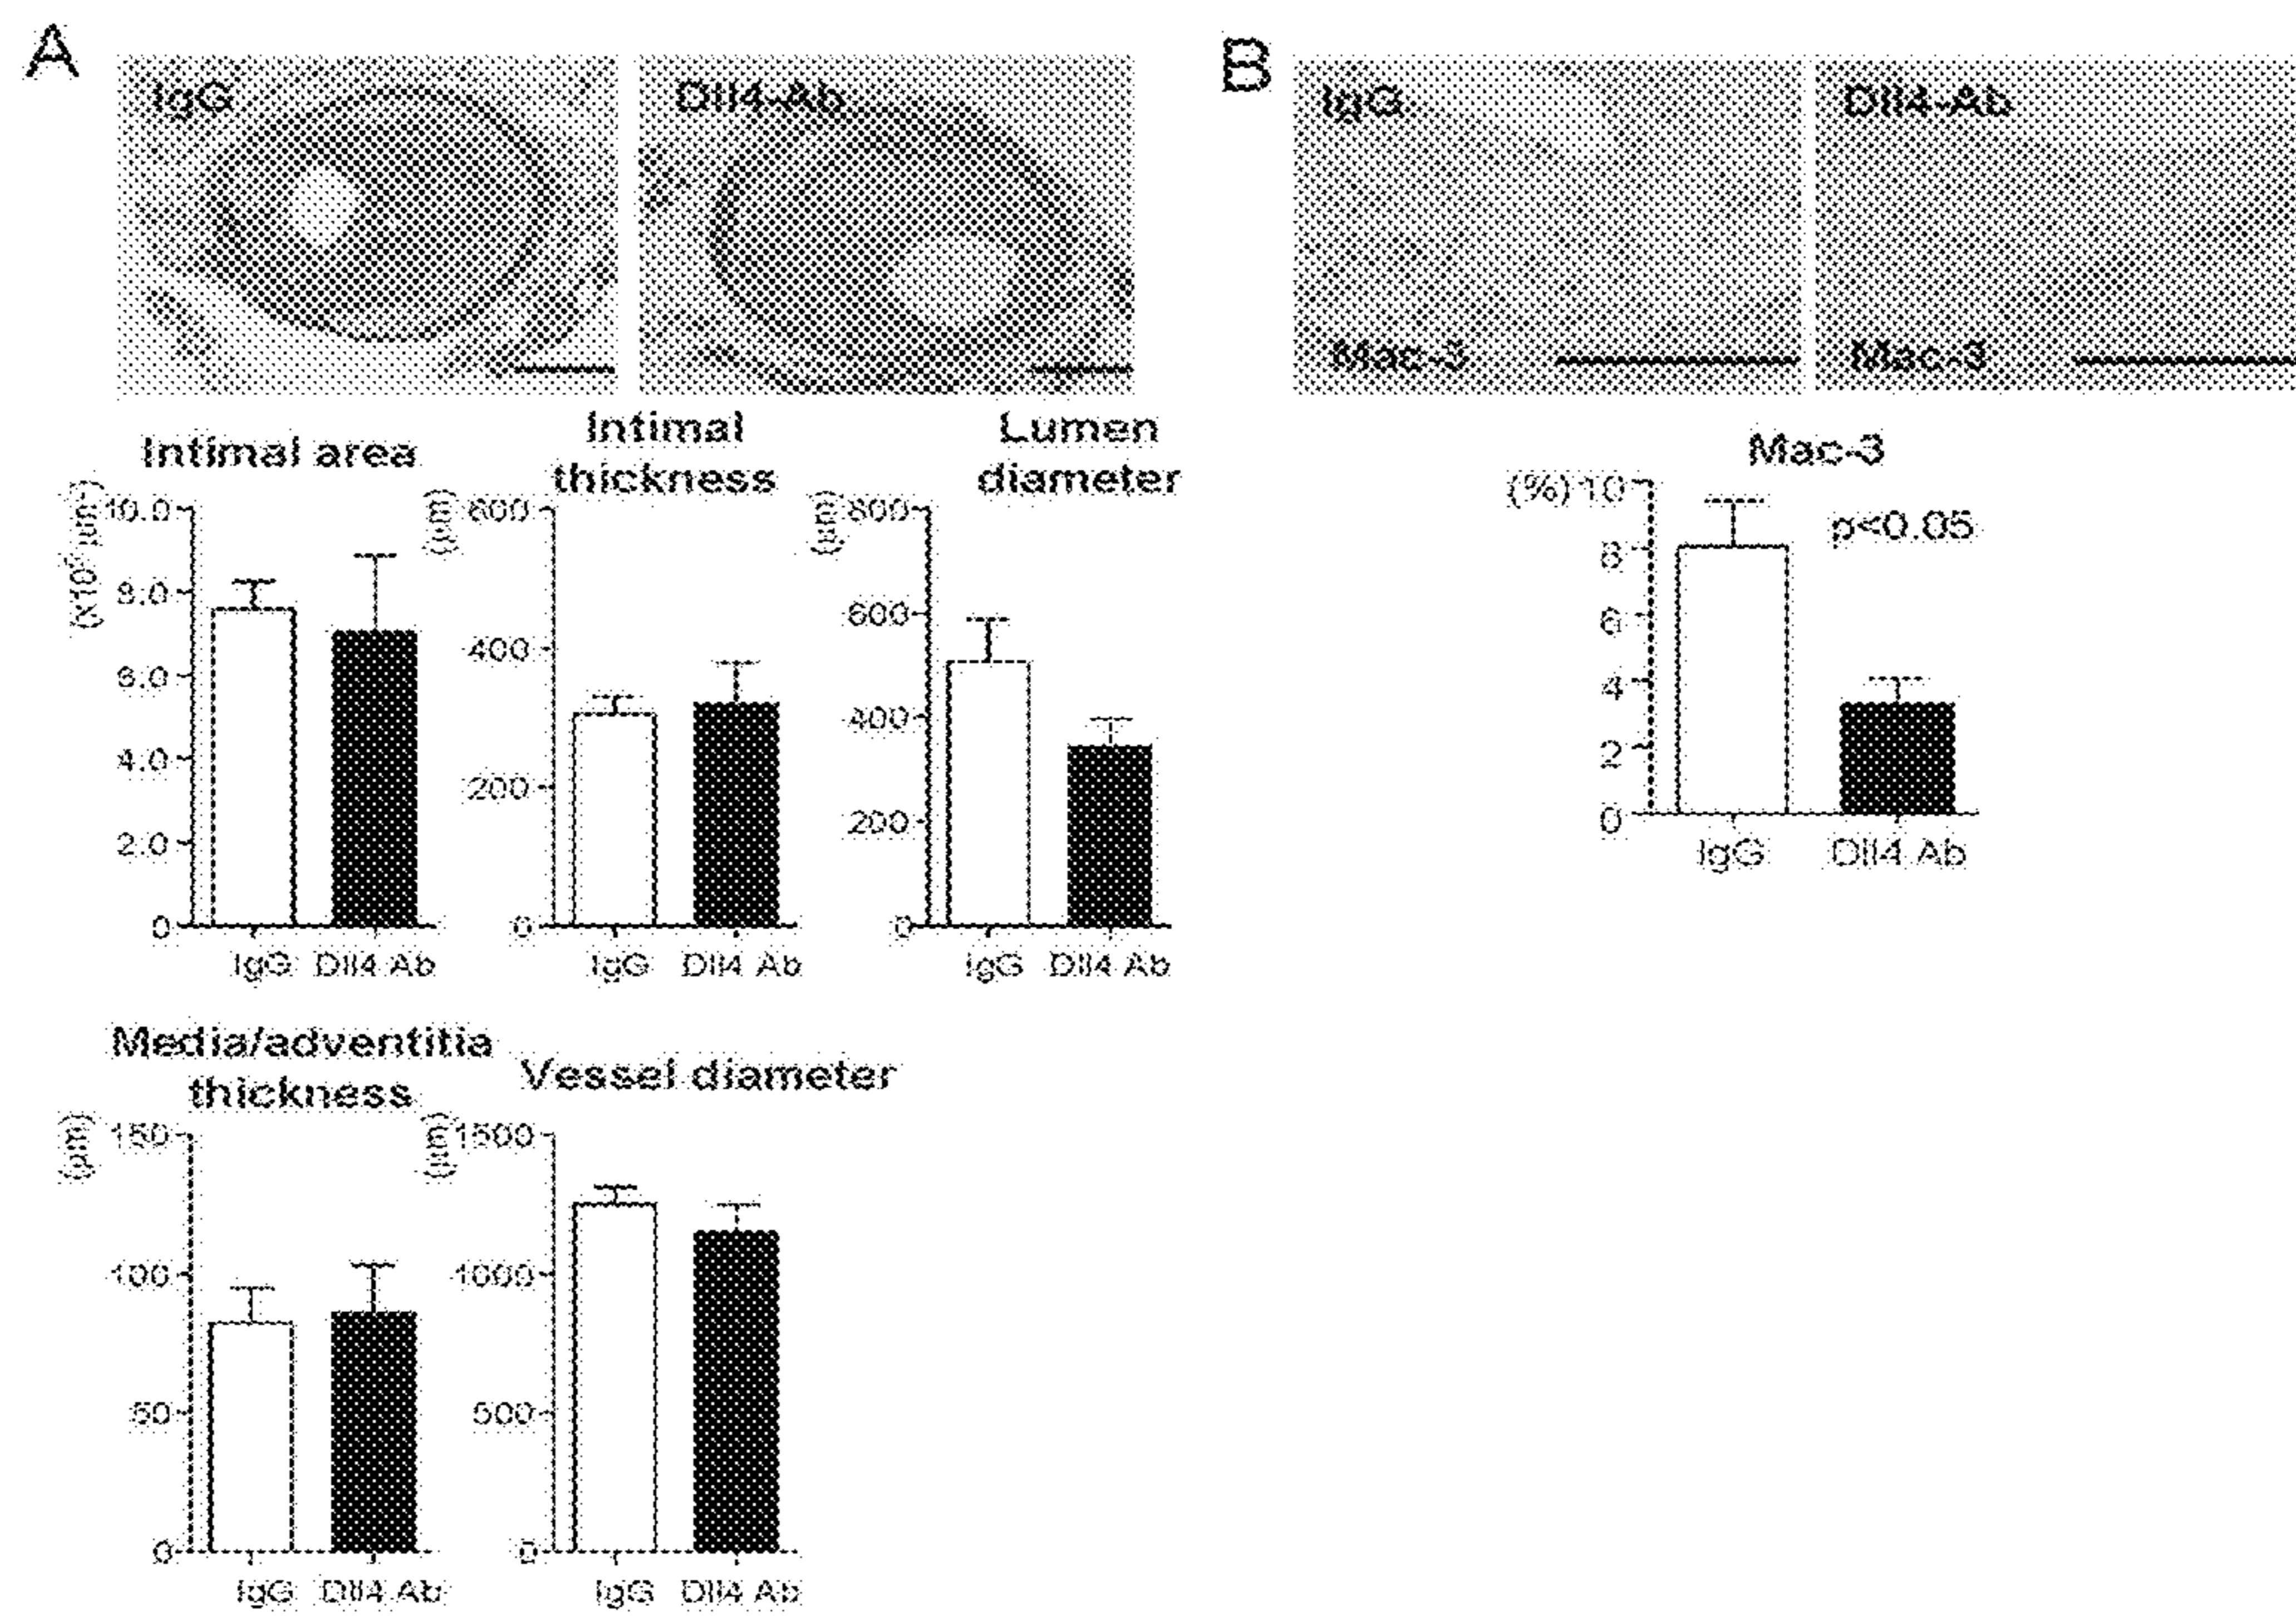 A
IgG
Dll4-Ab
Intimal area
(x10⁵ μm²)
10.0
8.0
6.0
4.0
2.0
0
IgG Dll4 Ab
Intimal
thickness
(μm)
600
400
200
0
IgG Dll4 Ab
Lumen
diameter
(μm)
800
600
400
200
0
IgG Dll4 Ab
Media/adventitia
thickness
(μm)
150
100
50
0
IgG Dll4 Ab
Vessel diameter
(μm)
1500
1000
500
0
IgG Dll4 Ab
B
IgG
Mac-3
Dll4-Ab
Mac-3
Mac-3
(%) 10
8
6
4
2
0
p<0.05
IgG Dll4 Ab